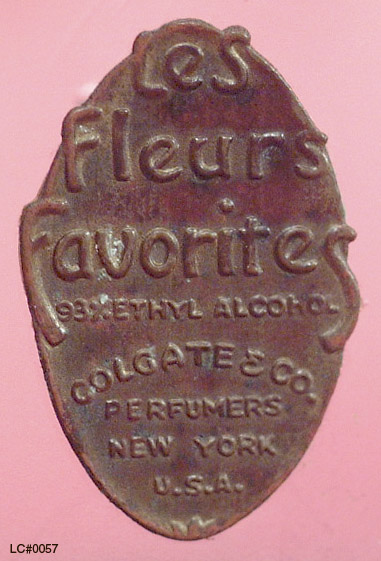 Les
Fleurs
Favorites
93% ETHYL ALCOHOL
COLGATE & CO.
PERFUMERS
NEW YORK
U.S.A.
LC#0057